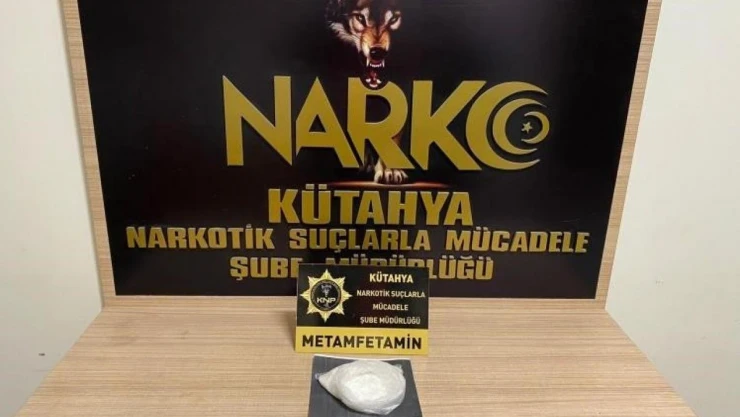 NARKO
KÜTAHYA
NARKOTİK SUÇLARLA MÜCADELE
ŞUBE MÜDÜRLÜĞÜ
KNP
KÜTAHYA
NARKOTİK SUÇLARLA
MÜCADELE
ŞUBE MÜDÜRLÜĞÜ
METAMFETAMİN